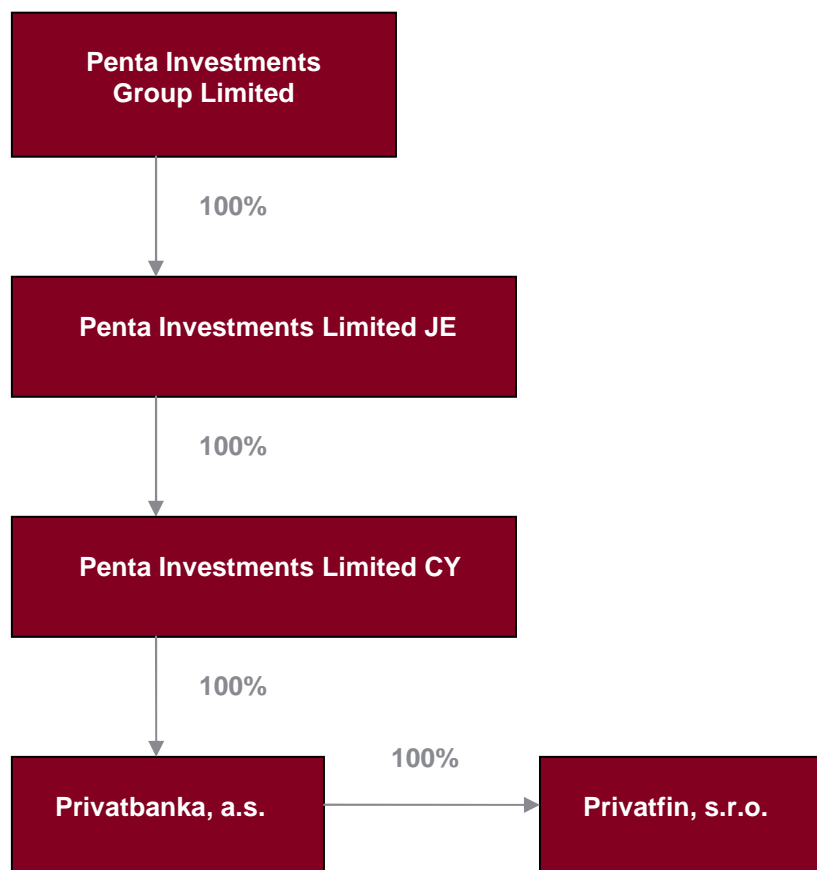 Penta Investments
Group Limited
100%
Penta Investments Limited JE
100%
Penta Investments Limited CY
100%
100%
Privatbanka, a.s.
Privatfin, s.r.o.